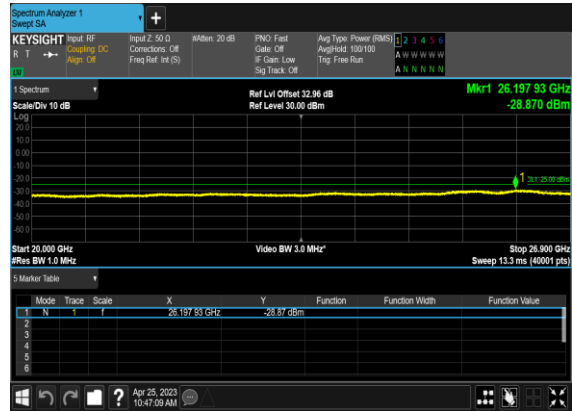 Spectrum Analyzer 1
Swept SA
+
KEYSIGHT Input: RF Input Z: 50 Ω #Atten: 20 dB PNO: Fast Avg Type: Power (RMS) 1 2 3 4 5 6
R T Coupling: DC Corrections: Off Gate: Off Avg|Hold: 100/100 A W W W W W
Align: Off Freq Ref: Int (S) IF Gain: Low Trig: Free Run
Sig Track: Off A N N N N N
1 Spectrum Ref Lvl Offset 32.96 dB Mkr1 26.197 93 GHz
Scale/Div 10 dB Ref Level 30.00 dBm -28.870 dBm
Log
20.0
10.0
0.00
-10.0
-20.0 1
-30.0
-40.0
-50.0
-60.0
Start 20.000 GHz Video BW 3.0 MHz* Stop 26.900 GHz
#Res BW 1.0 MHz Sweep 13.3 ms (40001 pts)
5 Marker Table
Mode Trace Scale X Y Function Function Width Function Value
1 N 1 f 26.197 93 GHz -28.87 dBm
2
3
4
5
6
? Apr 25, 2023
10:47:09 AM